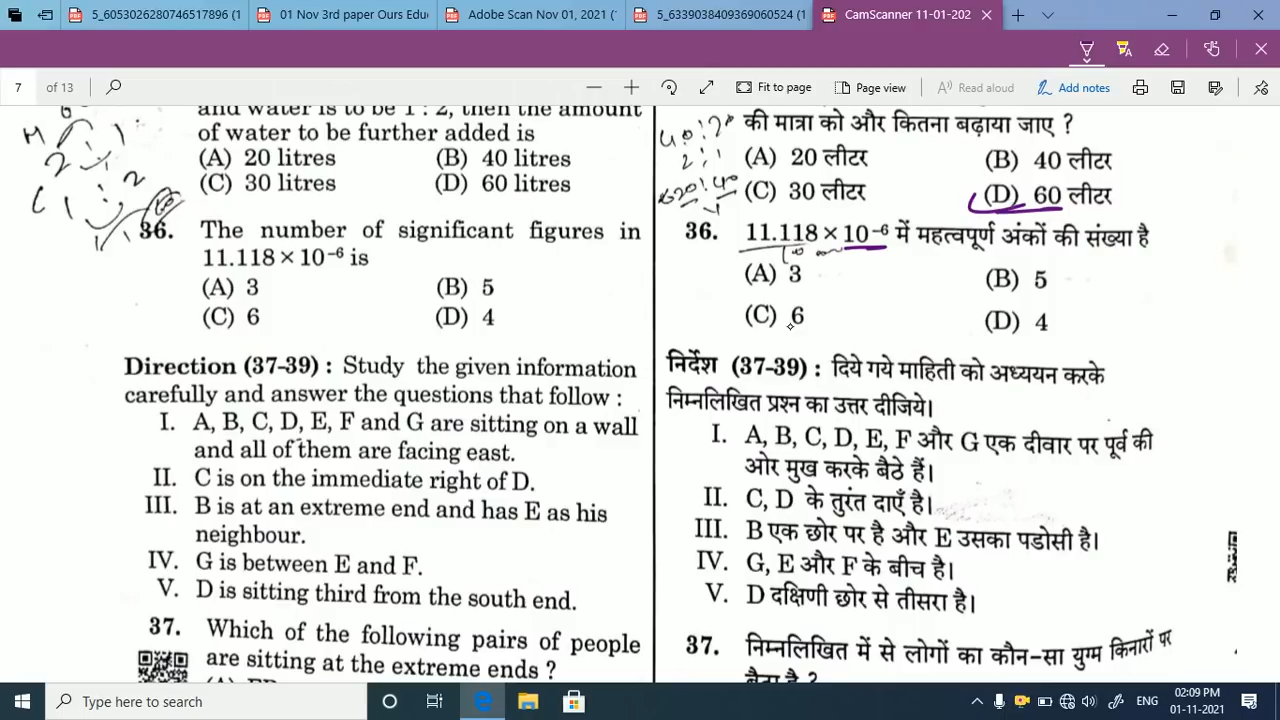 5_6053026280746517896 (1
01 Nov 3rd paper Ours Edu
Adobe Scan Nov 01, 2021 (
5_6339038409369060524 (1
CamScanner 11-01-202
7 of 13
Fit to page
Page view
Read aloud
Add notes
and water is to be 1 : 2, then the amount
of water to be further added is
(A) 20 litres (B) 40 litres
(C) 30 litres (D) 60 litres
36. The number of significant figures in
11.118 × 10⁻⁶ is
(A) 3 (B) 5
(C) 6 (D) 4
Direction (37-39) : Study the given information
carefully and answer the questions that follow :
I. A, B, C, D, E, F and G are sitting on a wall
and all of them are facing east.
II. C is on the immediate right of D.
III. B is at an extreme end and has E as his
neighbour.
IV. G is between E and F.
V. D is sitting third from the south end.
37. Which of the following pairs of people
are sitting at the extreme ends ?
की मात्रा को और कितना बढ़ाया जाए ?
(A) 20 लीटर (B) 40 लीटर
(C) 30 लीटर (D) 60 लीटर
36. 11.118 × 10⁻⁶ में महत्वपूर्ण अंकों की संख्या है
(A) 3 (B) 5
(C) 6 (D) 4
निर्देश (37-39) : दिये गये माहिती को अध्ययन करके
निम्नलिखित प्रश्न का उत्तर दीजिये।
I. A, B, C, D, E, F और G एक दीवार पर पूर्व की
ओर मुख करके बैठे हैं।
II. C, D के तुरंत दाएँ है।
III. B एक छोर पर है और E उसका पडोसी है।
IV. G, E और F के बीच है।
V. D दक्षिणी छोर से तीसरा है।
37. निम्नलिखित में से लोगों का कौन-सा युग्म किनारों पर
बैठा है ?
Type here to search
ENG
02:09 PM
01-11-2021